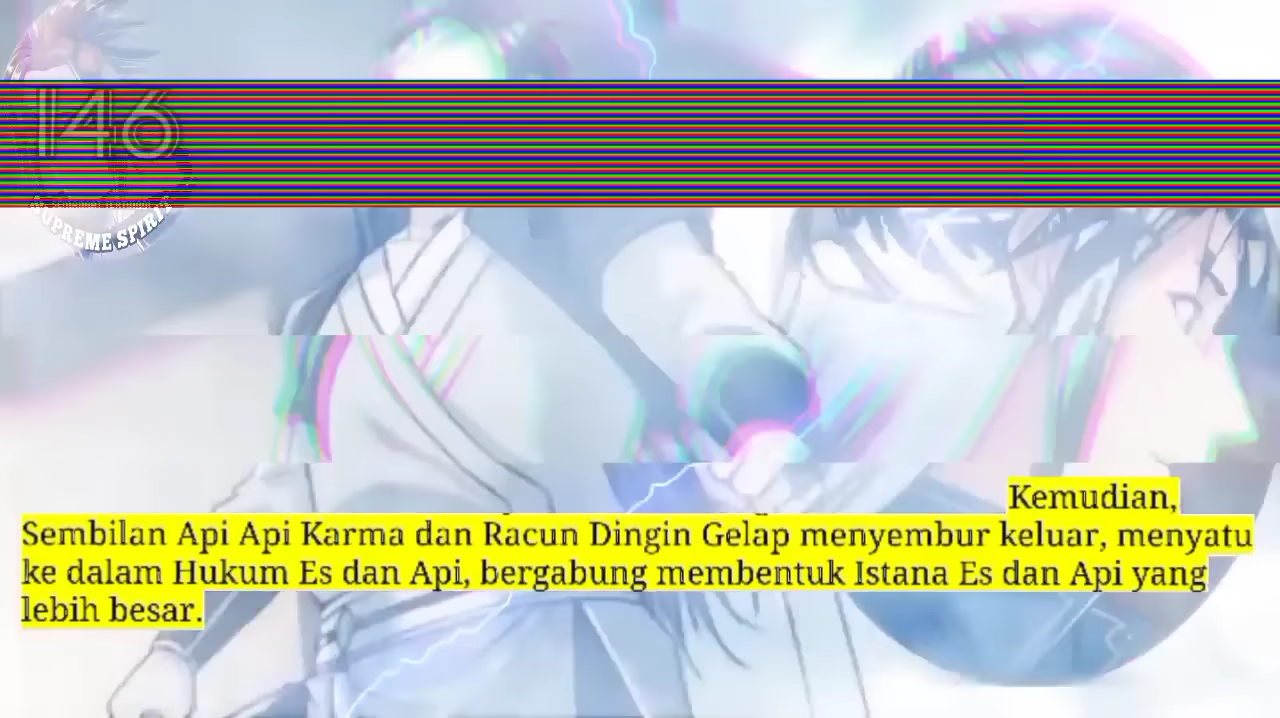 146
SUPREME SPIRIT
Kemudian,
Sembilan Api Api Karma dan Racun Dingin Gelap menyembur keluar, menyatu
ke dalam Hukum Es dan Api, bergabung membentuk Istana Es dan Api yang
lebih besar.